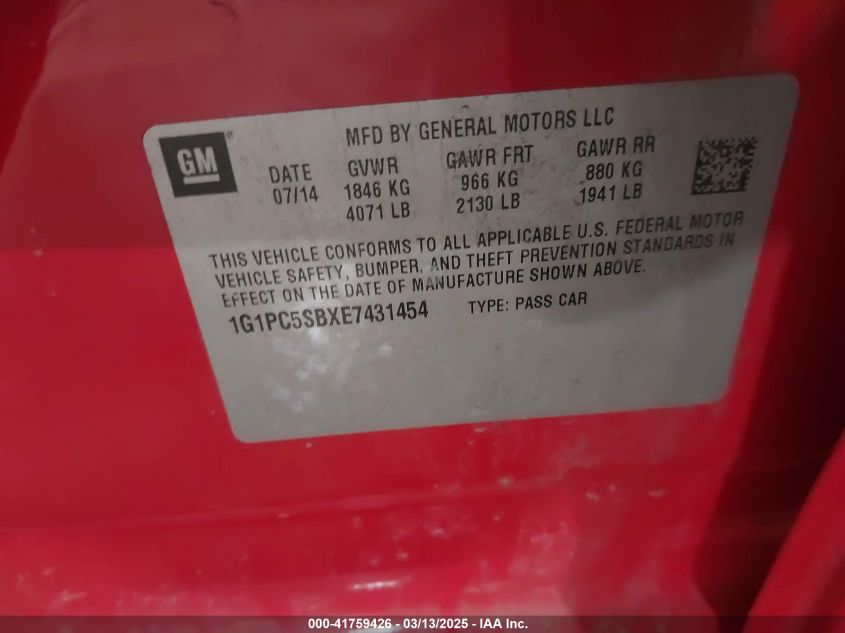 GM®
MFD BY GENERAL MOTORS LLC
DATE
07/14
GVWR
1846 KG
4071 LB
GAWR FRT
966 KG
2130 LB
GAWR RR
880 KG
1941 LB
THIS VEHICLE CONFORMS TO ALL APPLICABLE U.S. FEDERAL MOTOR
VEHICLE SAFETY, BUMPER, AND THEFT PREVENTION STANDARDS IN
EFFECT ON THE DATE OF MANUFACTURE SHOWN ABOVE.
1G1PC5SBXE7431454 TYPE: PASS CAR
000-41759426 - 03/13/2025 - IAA Inc.